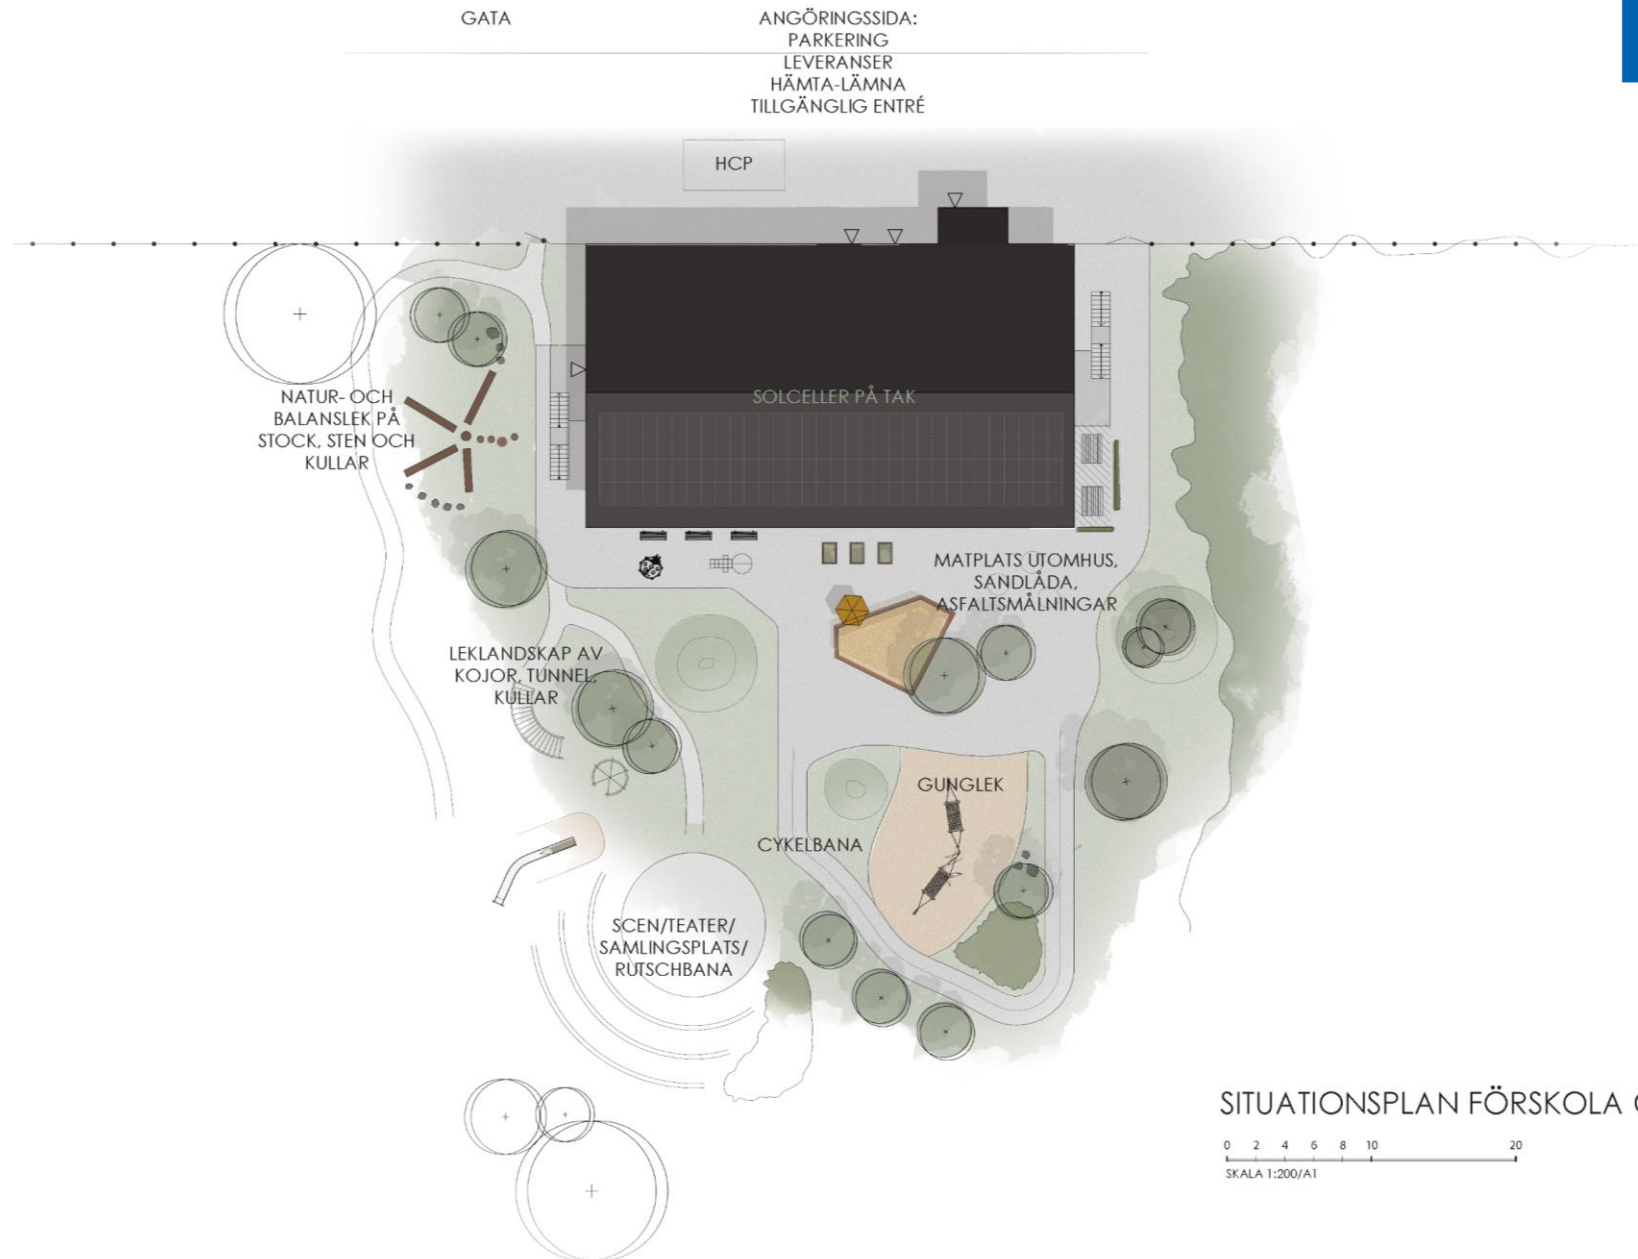 GATA
ANGÖRINGSSIDA:
PARKERING
LEVERANSER
HÄMTA-LÄMNA
TILLGÄNGLIG ENTRÉ
HCP
SOLCELLER PÅ TAK
NATUR- OCH
BALANSLEK PÅ
STOCK, STEN OCH
KULLAR
MATPLATS UTOMHUS,
SANDLÅDA,
ASFALTSMÅLNINGAR
LEKLANDSKAP AV
KOJOR, TUNNEL,
KULLAR
GUNGLEK
CYKELBANA
SCEN/TEATER/
SAMLINGSPLATS/
RUTSCHBANA
SITUATIONSPLAN FÖRSKOLA
0 2 4 6 8 10 20
SKALA 1:200/A1